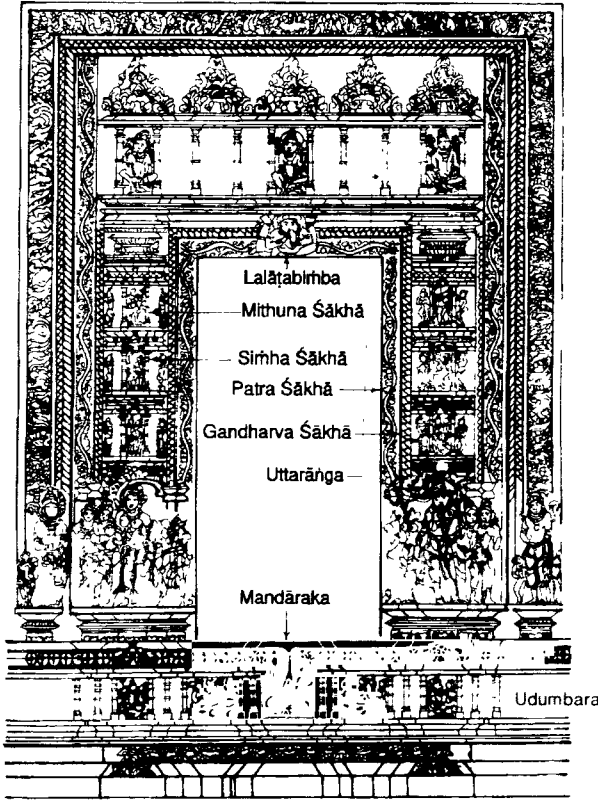 Lalāṭabiṁba
Mithuna Śākhā
Siṁha Śākhā
Patra Śākhā
Gandharva Śākhā
Uttarāṅga
Mandāraka
Udumbara